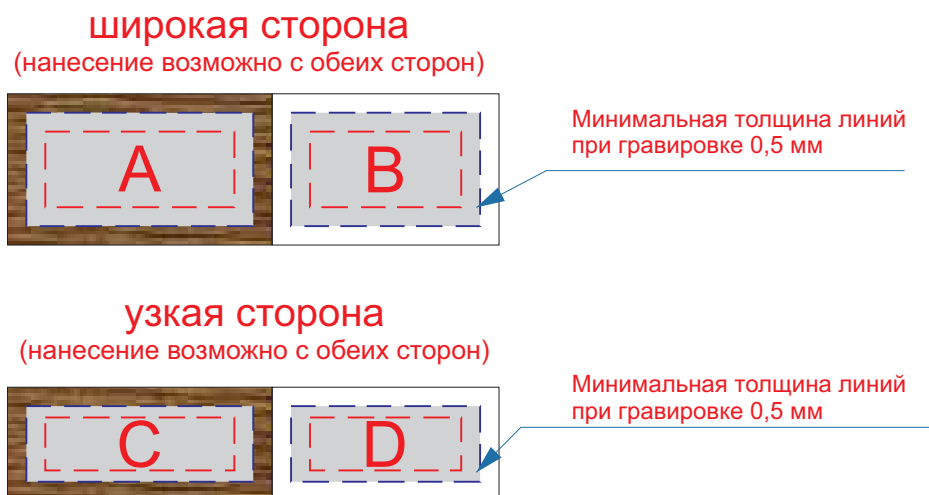 широкая сторона
(нанесение возможно с обеих сторон)
A
B
Минимальная толщина линий
при гравировке 0,5 мм
узкая сторона
(нанесение возможно с обеих сторон)
C
D
Минимальная толщина линий
при гравировке 0,5 мм